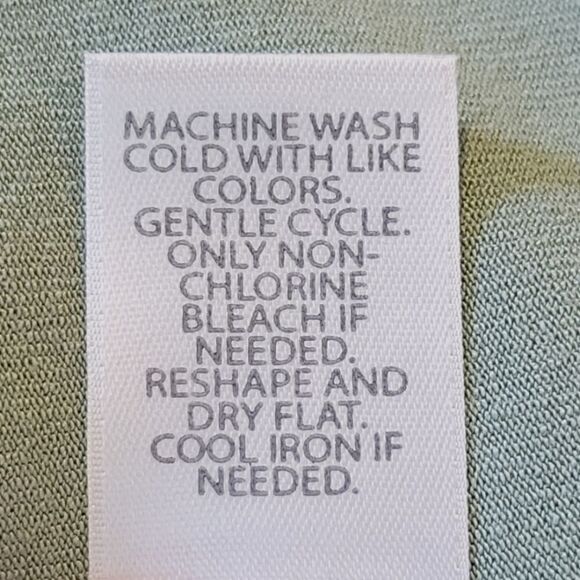 MACHINE WASH
COLD WITH LIKE
COLORS.
GENTLE CYCLE.
ONLY NON-
CHLORINE
BLEACH IF
NEEDED.
RESHAPE AND
DRY FLAT.
COOL IRON IF
NEEDED.